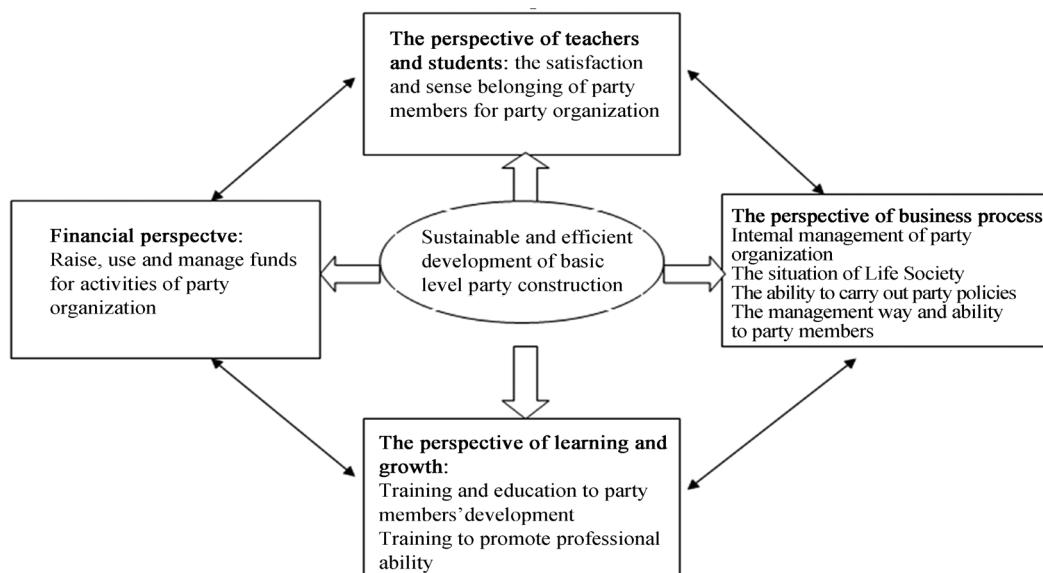 The perspective of teachers
and students: the satisfaction
and sense belonging of party
members for party organization
Financial perspectve:
Raise, use and manage funds
for activities of party
organization
Sustainable and efficient
development of basic
level party construction
The perspective of business process
Intemal management of party
organization
The situation of Life Society
The ability to carry out party policies
The management way and ability
to party members
The perspective of learning and
growth:
Training and education to party
members’development
Training to promote professional
ability